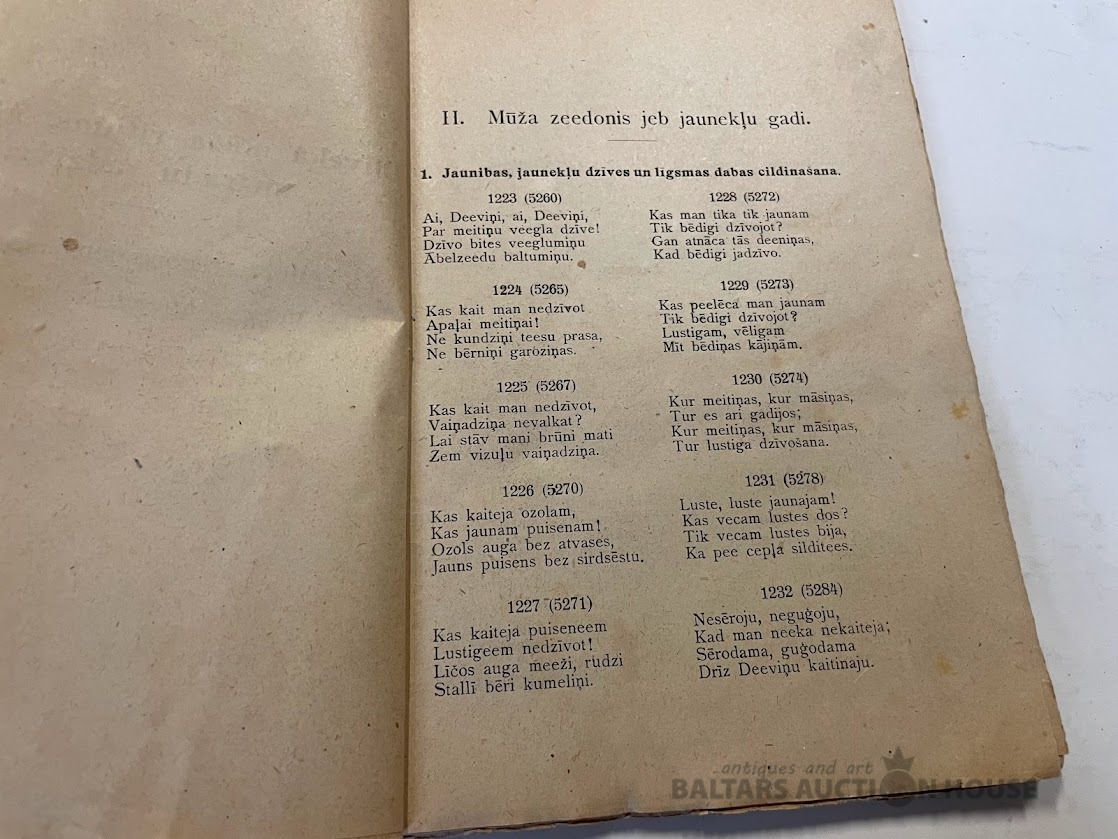 II. Mūža zeedonis jeb jaunekļu gadi.
1. Jaunibas, jaunekļu dzīves un līgsmas dabas cildinašana.
1223 (5260)
Ai, Deeviņi, ai, Deeviņi,
Par meitiņu veegla dzīve!
Dzīvo bites veeglumiņu
Ābelzeedu baltumiņu.
1224 (5265)
Kas kait man nedzīvot
Apaļai meitiņai!
Ne kundziņi teesu prasa,
Ne bērniņi garoziņas.
1225 (5267)
Kas kait man nedzīvot,
Vaiņadziņa nevalkat?
Lai stāv mani brūni mati
Zem vizuļu vaiņadziņa.
1226 (5270)
Kas kaiteja ozolam,
Kas jaunam puisenam!
Ozols auga bez atvases,
Jauns puisens bez sirdsēstu.
1227 (5271)
Kas kaiteja puiseneem
Lustigeem nedzīvot!
Līčos auga meeži, rudzi
Stallī bēri kumeliņi.
1228 (5272)
Kas man tika tik jaunam
Tik bēdigi dzīvojot?
Gan atnāca tās deeniņas,
Kad bēdigi jadzīvo.
1229 (5273)
Kas peelēca man jaunam
Tik bēdigi dzīvojot?
Lustigam, vēligam
Mīt bēdiņas kājiņām.
1230 (5274)
Kur meitiņas, kur māsiņas,
Tur es ari gadijos;
Kur meitiņas, kur māsiņas,
Tur lustiga dzīvošana.
1231 (5278)
Luste, luste jaunajam!
Kas vecam lustes dos?
Tik vecam lustes bija,
Ka pee cepļa silditees.
1232 (5284)
Nesēroju, neguģoju,
Kad man neeka nekaiteja;
Sērodama, guģodama
Drīz Deeviņu kaitinaju.
antiques and art
BALTARS AUCTION HOUSE